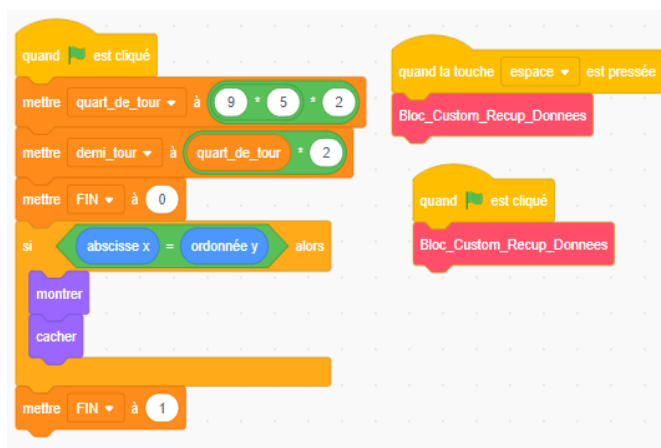 quand est cliqué
mettre quart_de_tour à 9 * 5 * 2
mettre demi_tour à quart_de_tour * 2
mettre FIN à 0
si abscisse x = ordonnée y alors
montrer
cacher
mettre FIN à 1
quand la touche espace est pressée
Bloc_Custom_Recup_Donnees
quand est cliqué
Bloc_Custom_Recup_Donnees